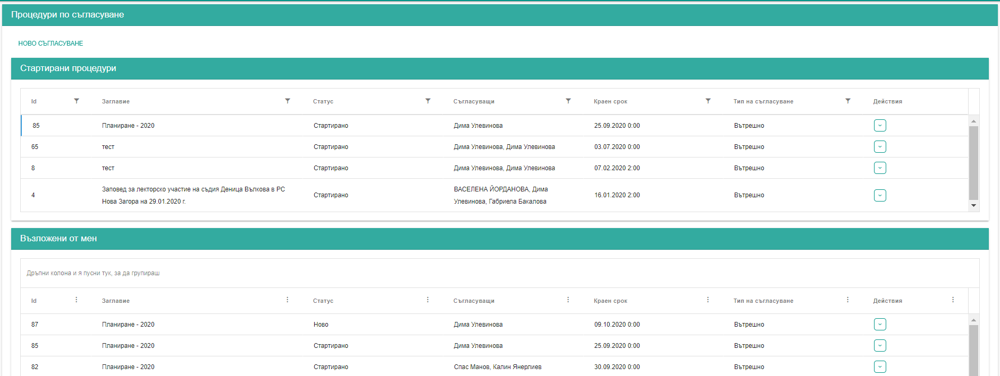 Процедури по съгласуване
НОВО СЪГЛАСУВАНЕ
Стартирани процедури
Id Заглавие Статус Съгласуващи Краен срок Тип на съгласуване Действия
85 Планиране - 2020 Стартирано Дима Улевинова 25.09.2020 0:00 Вътрешно
65 тест Стартирано Дима Улевинова, Дима Улевинова 03.07.2020 0:00 Вътрешно
8 тест Стартирано Дима Улевинова, Дима Улевинова 07.02.2020 2:00 Вътрешно
Заповед за лекторско участие на съдия Деница Вълкова в РС ВАСЕЛЕНА ЙОРДАНОВА, Дима
4 Стартирано 16.01.2020 2:00 Вътрешно
Нова Загора на 29.01.2020 г. Улевинова, Габриела Бакалова
Възложени от мен
Дръпни колона и я пусни тук, за да групираш
Id Заглавие Статус Съгласуващи Краен срок Тип на съгласуване Действия
87 Планиране - 2020 Ново Дима Улевинова 09.10.2020 0:00 Вътрешно
85 Планиране - 2020 Стартирано Дима Улевинова 25.09.2020 0:00 Вътрешно
82 Планиране - 2020 Стартирано Спас Манов, Калин Янерлиев 30.09.2020 0:00 Вътрешно